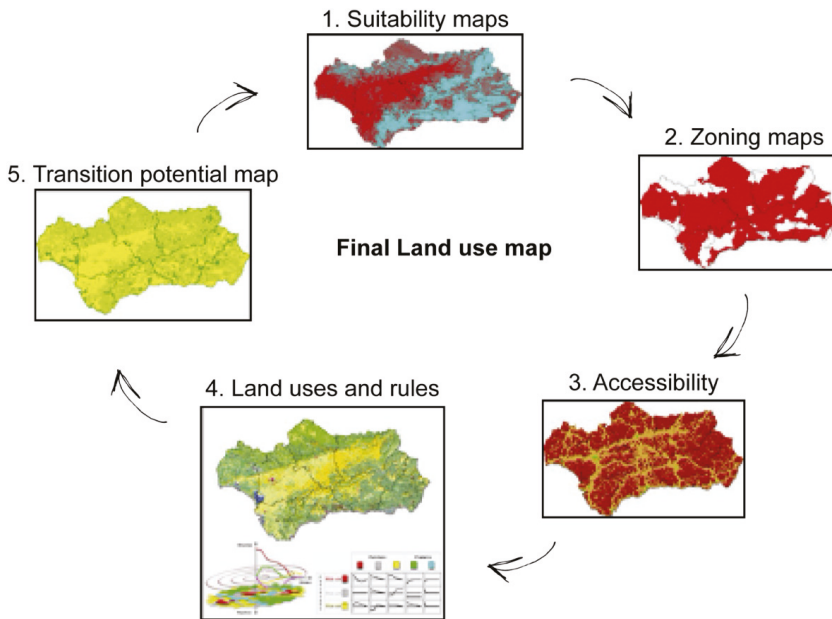 1. Suitability maps
2. Zoning maps
5. Transition potential map
Final Land use map
4. Land uses and rules
3. Accessibility